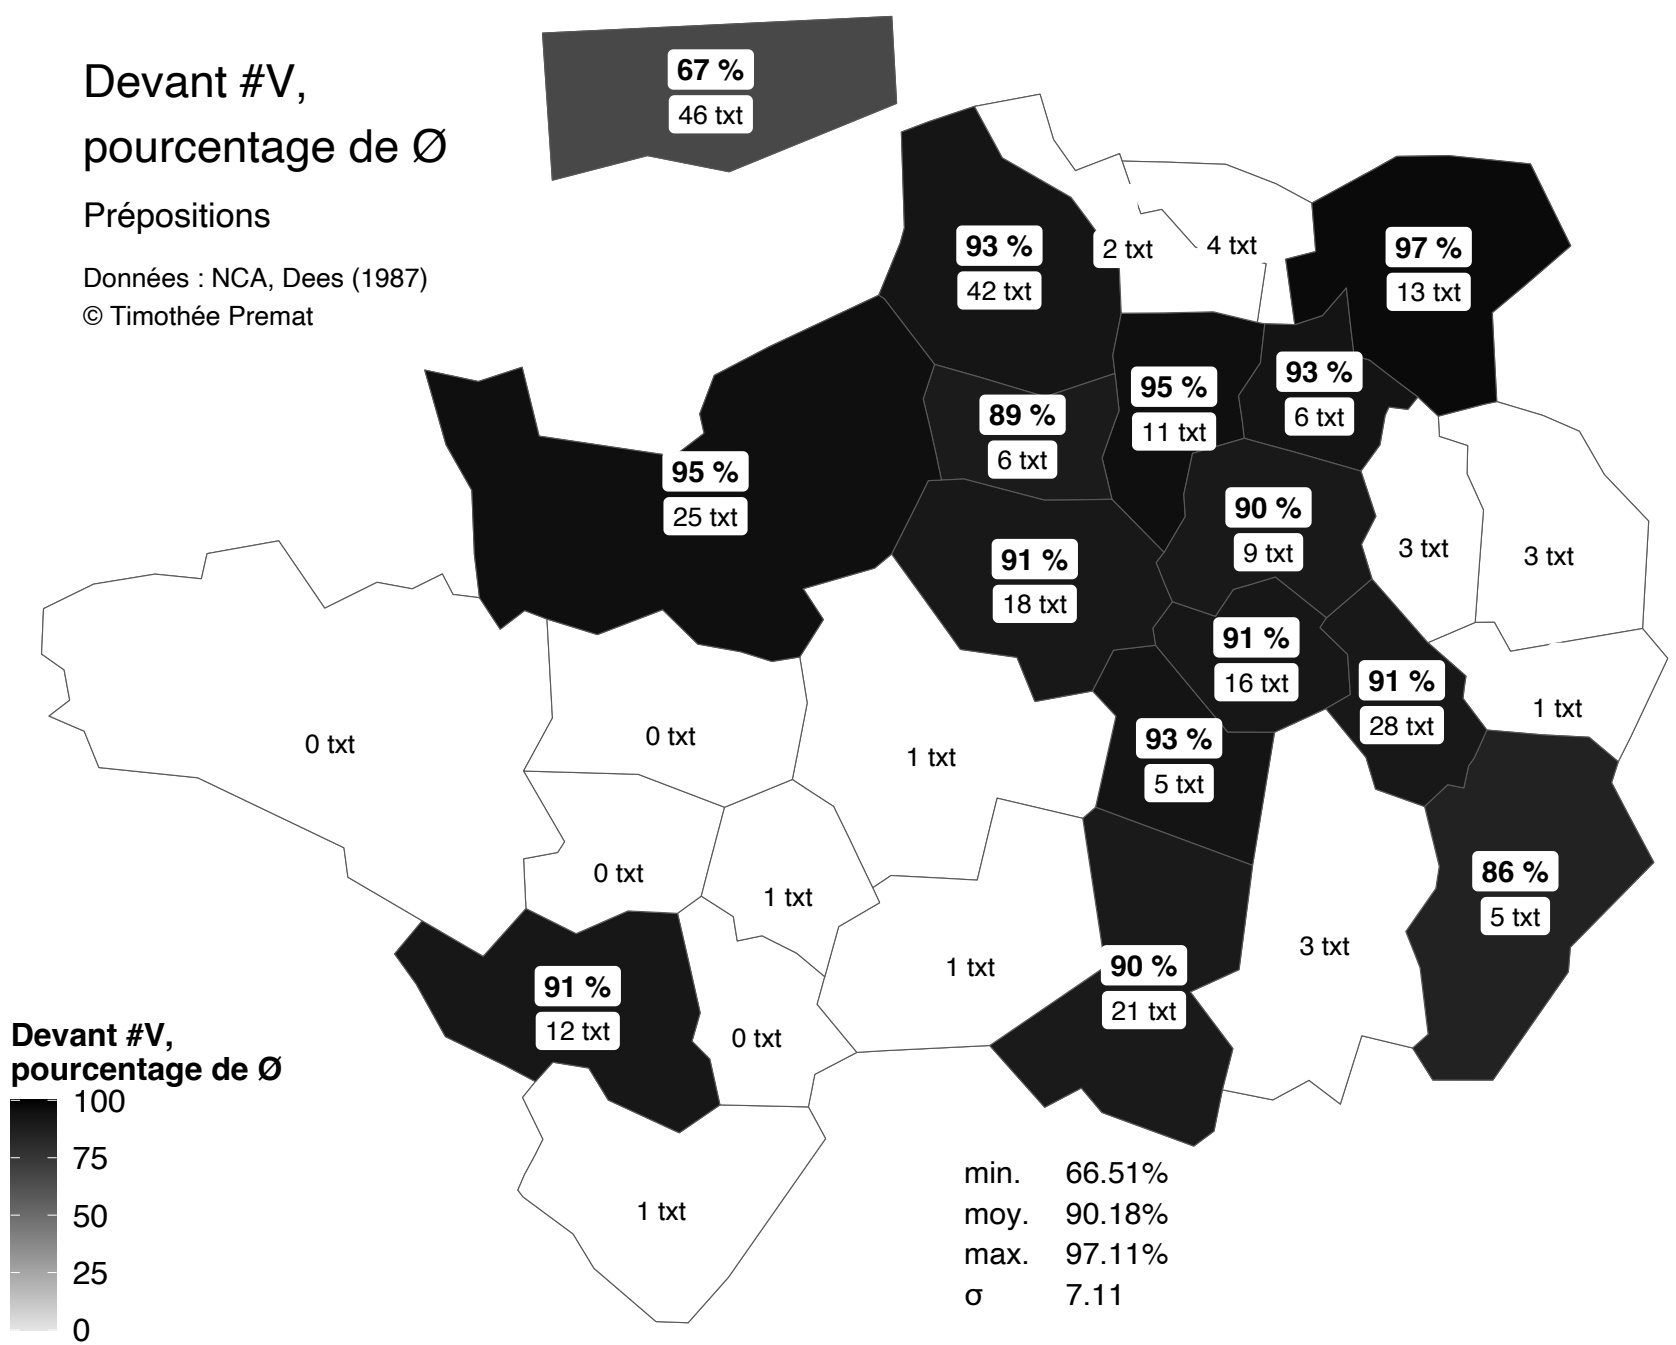 Devant #V,
pourcentage de Ø
Prépositions
Données : NCA, Dees (1987)
© Timothée Premat
67 %
46 txt
93 %
42 txt
2 txt
4 txt
97 %
13 txt
95 %
11 txt
93 %
6 txt
89 %
6 txt
95 %
25 txt
90 %
9 txt
91 %
18 txt
3 txt
3 txt
91 %
16 txt
91 %
28 txt
1 txt
0 txt
0 txt
1 txt
93 %
5 txt
0 txt
1 txt
86 %
5 txt
91 %
12 txt
0 txt
1 txt
90 %
21 txt
3 txt
1 txt
Devant #V,
pourcentage de Ø
100
75
50
25
0
min. 66.51%
moy. 90.18%
max. 97.11%
σ 7.11